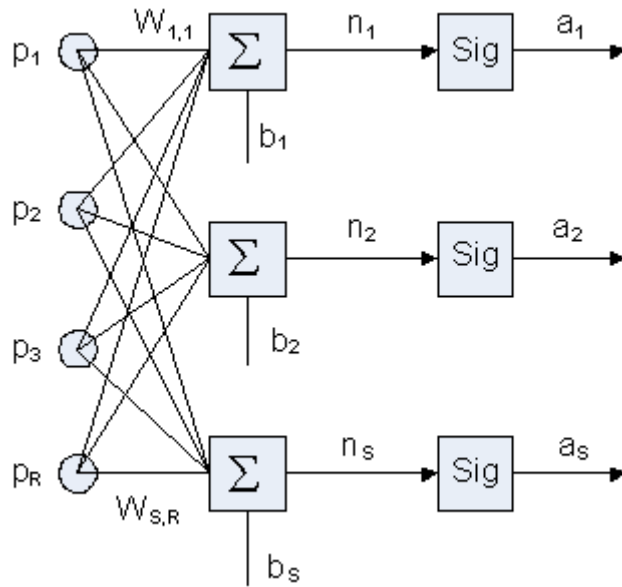 W1,1
p1 Σ n1 Sig a1
b1
p2 Σ n2 Sig a2
b2
p3
pR Σ nS Sig aS
WS,R
bS